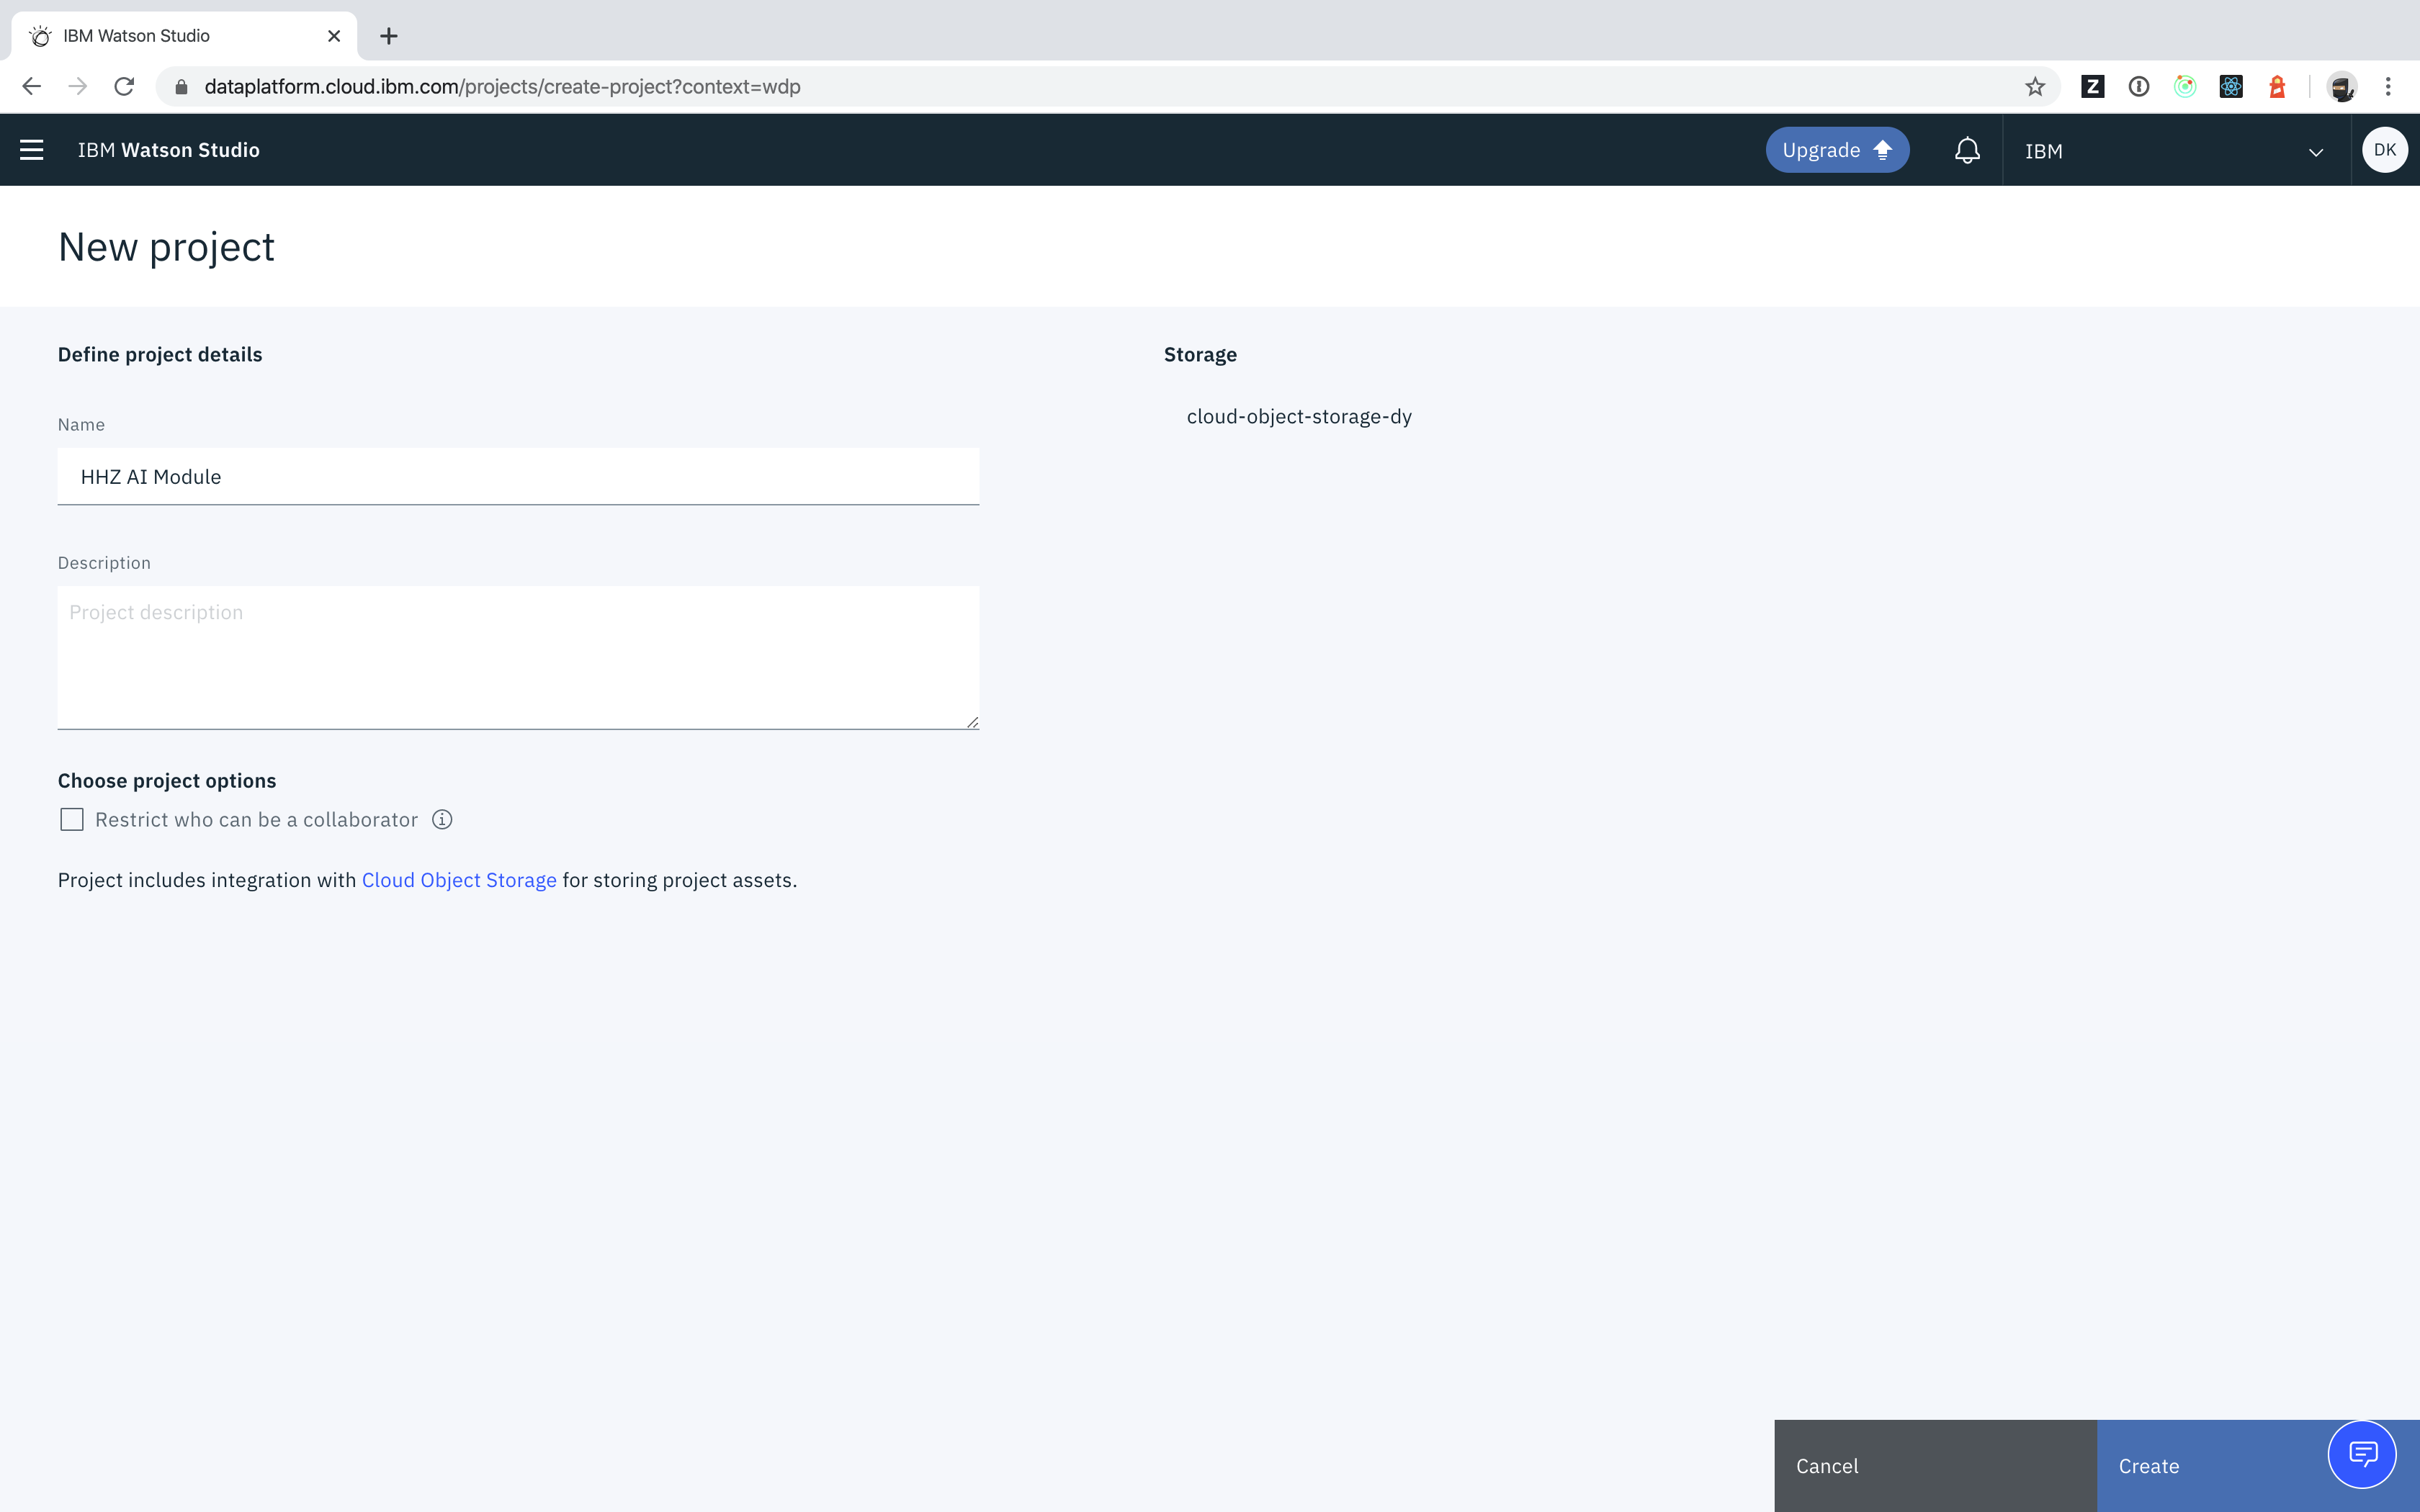 IBM Watson Studio
dataplatform.cloud.ibm.com/projects/create-project?context=wdp
Z
IBM Watson Studio
Upgrade
IBM
DK
New project
Define project details
Storage
cloud-object-storage-dy
Name
HHZ AI Module
Description
Project description
Choose project options
Restrict who can be a collaborator
Project includes integration with Cloud Object Storage for storing project assets.
Cancel
Create